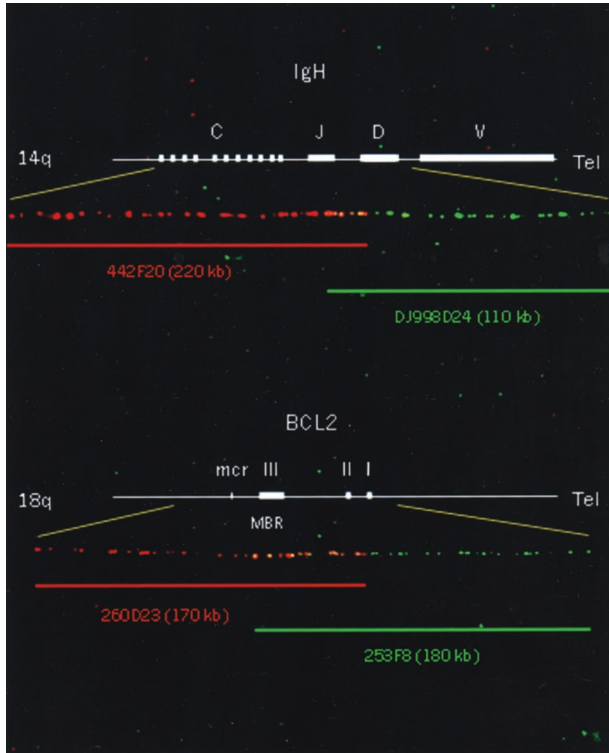 IgH
C J D V
14q Tel
442F20 (220 kb)
DJ998D24 (110 kb)
BCL2
mcr III II I
18q Tel
MBR
260D23 (170 kb)
253F8 (180 kb)